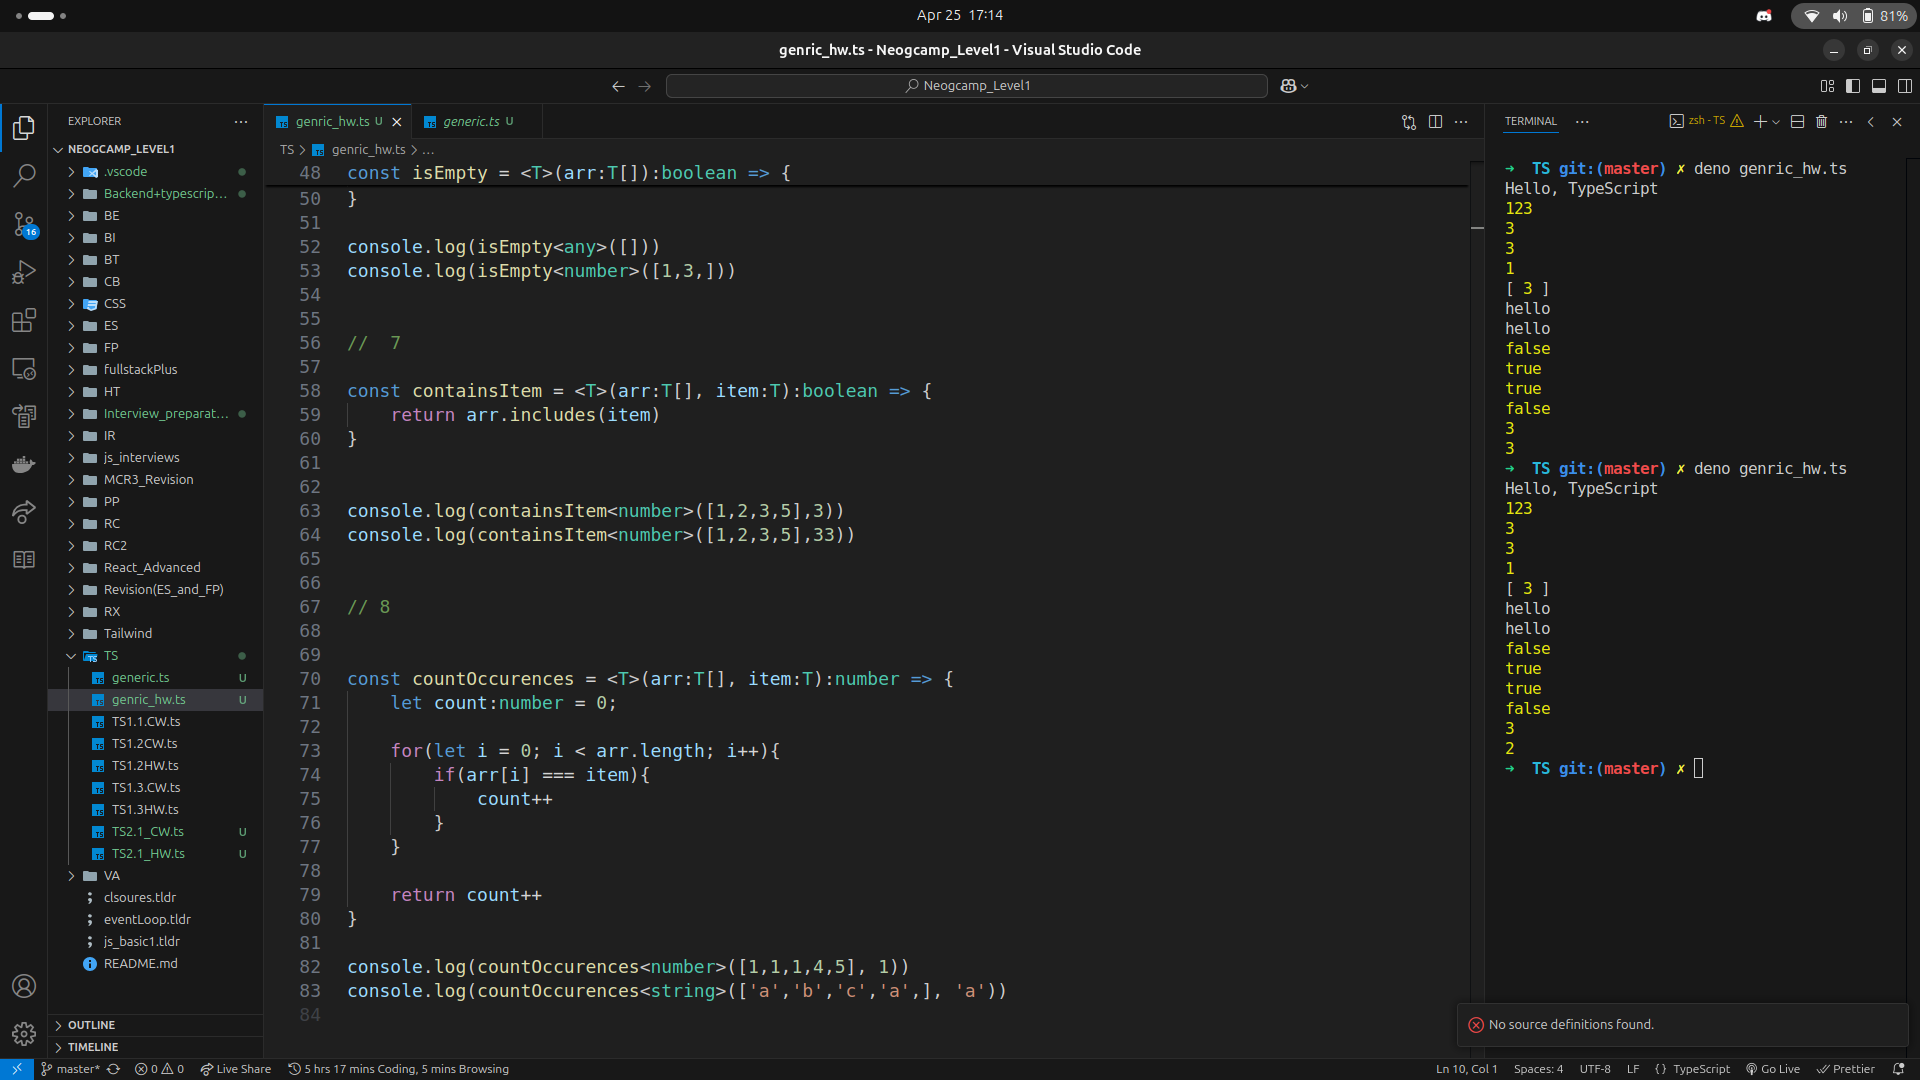 Apr 25 17:14
81%
genric_hw.ts - Neogcamp_Level1 - Visual Studio Code
Neogcamp_Level1
EXPLORER
NEOGCAMP_LEVEL1
.vscode
Backend+typescrip...
BE
BI
BT
CB
CSS
ES
FP
fullstackPlus
HT
Interview_preparat...
IR
js_interviews
MCR3_Revision
PP
RC
RC2
React_Advanced
Revision(ES_and_FP)
RX
Tailwind
TS
generic.ts U
genric_hw.ts U
TS1.1.CW.ts
TS1.2CW.ts
TS1.2HW.ts
TS1.3.CW.ts
TS1.3HW.ts
TS2.1_CW.ts U
TS2.1_HW.ts U
VA
clsoures.tldr
eventLoop.tldr
js_basic1.tldr
README.md
OUTLINE
TIMELINE
16
genric_hw.ts U
generic.ts U
TS > genric_hw.ts > ...
48 const isEmpty = <T>(arr:T[]):boolean => {
50 }
51
52 console.log(isEmpty<any>([]))
53 console.log(isEmpty<number>([1,3,]))
54
55
56 //  7
57
58 const containsItem = <T>(arr:T[], item:T):boolean => {
59     return arr.includes(item)
60 }
61
62
63 console.log(containsItem<number>([1,2,3,5],3))
64 console.log(containsItem<number>([1,2,3,5],33))
65
66
67 // 8
68
69
70 const countOccurences = <T>(arr:T[], item:T):number => {
71     let count:number = 0;
72
73     for(let i = 0; i < arr.length; i++){
74         if(arr[i] === item){
75             count++
76         }
77     }
78
79     return count++
80 }
81
82 console.log(countOccurences<number>([1,1,1,4,5], 1))
83 console.log(countOccurences<string>(['a','b','c','a',], 'a'))
84
TERMINAL
zsh - TS
➜  TS git:(master) ✗ deno genric_hw.ts
Hello, TypeScript
123
3
3
1
[ 3 ]
hello
hello
false
true
true
false
3
3
➜  TS git:(master) ✗ deno genric_hw.ts
Hello, TypeScript
123
3
3
1
[ 3 ]
hello
hello
false
true
true
false
3
2
➜  TS git:(master) ✗
No source definitions found.
master* 0 0 Live Share 5 hrs 17 mins Coding, 5 mins Browsing
Ln 10, Col 1 Spaces: 4 UTF-8 LF {} TypeScript Go Live Prettier